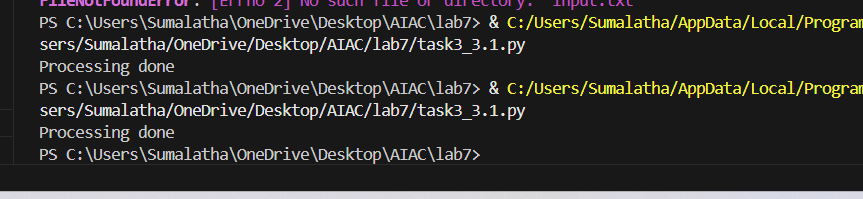 FileNotFoundError: [Errno 2] No such file or directory: 'input.txt'
PS C:\Users\Sumalatha\OneDrive\Desktop\AIAC\lab7> & C:/Users/Sumalatha/AppData/Local/Program
sers/Sumalatha/OneDrive/Desktop/AIAC/lab7/task3_3.1.py
Processing done
PS C:\Users\Sumalatha\OneDrive\Desktop\AIAC\lab7> & C:/Users/Sumalatha/AppData/Local/Program
sers/Sumalatha/OneDrive/Desktop/AIAC/lab7/task3_3.1.py
Processing done
PS C:\Users\Sumalatha\OneDrive\Desktop\AIAC\lab7>